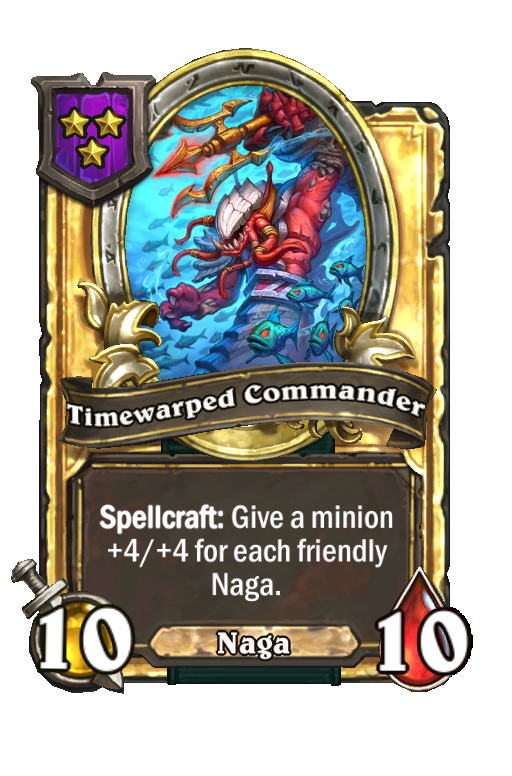 Timewarped Commander
Spellcraft: Give a minion
+4/+4 for each friendly
Naga.
10
Naga
10